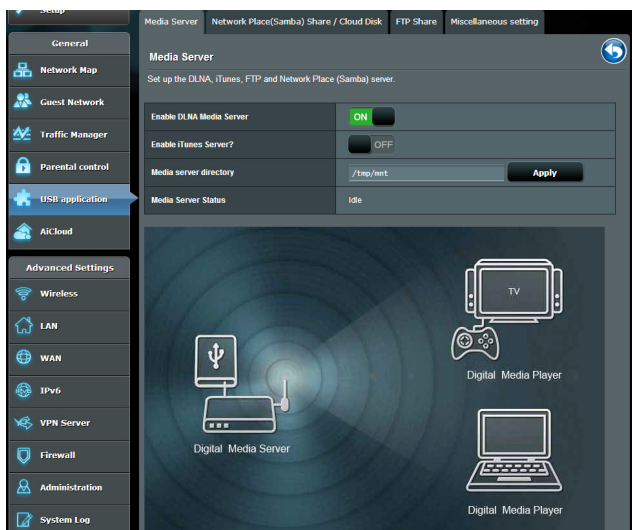 Setup
General
Network Map
Guest Network
Traffic Manager
Parental control
USB application
AiCloud
Advanced Settings
Wireless
LAN
WAN
IPv6
VPN Server
Firewall
Administration
System Log
Media Server
Network Place(Samba) Share / Cloud Disk
FTP Share
Miscellaneous setting
Media Server
Set up the DLNA, iTunes, FTP and Network Place (Samba) server.
Enable DLNA Media Server
ON
Enable iTunes Server?
OFF
Media server directory
/tmp/mnt
Apply
Media Server Status
Idle
TV
Digital Media Player
Digital Media Server
Digital Media Player